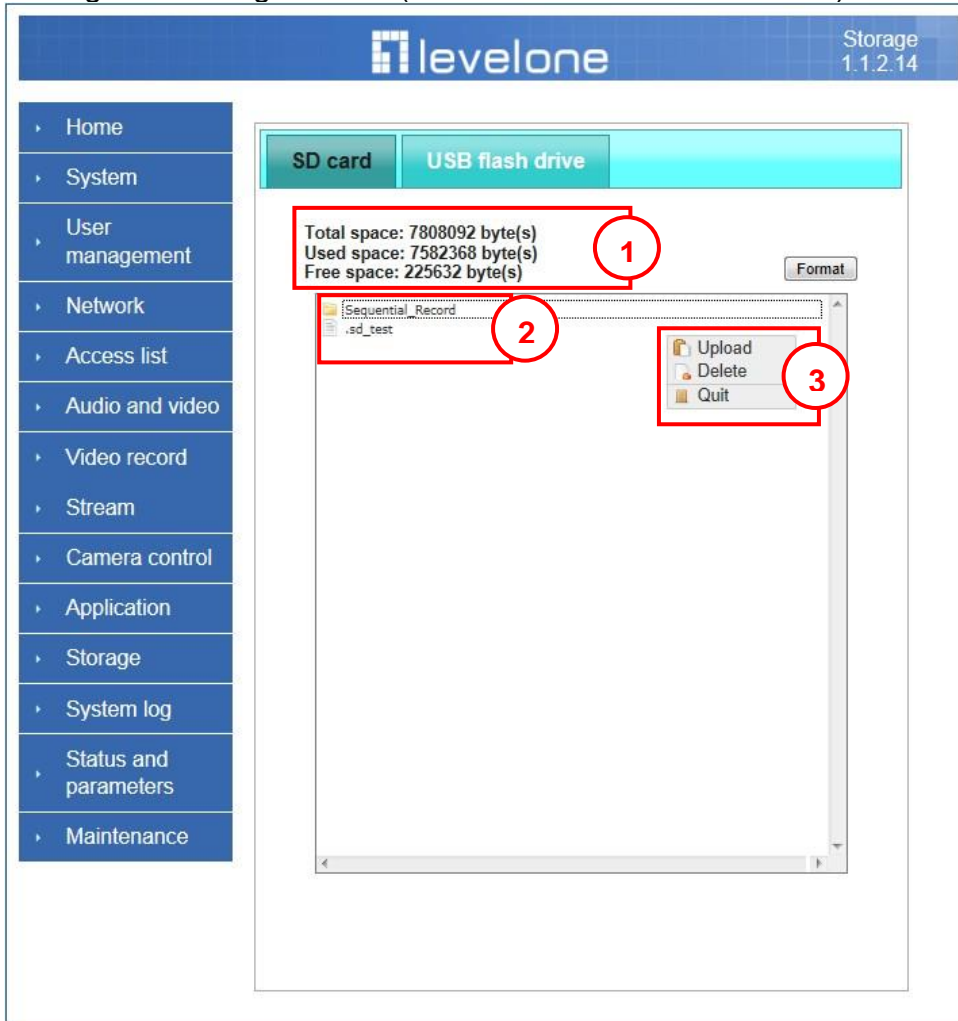 levelone
Storage
1.1.2.14
Home
System
User
management
Network
Access list
Audio and video
Video record
Stream
Camera control
Application
Storage
System log
Status and
parameters
Maintenance
SD card
USB flash drive
Total space: 7808092 byte(s)
Used space: 7582368 byte(s)
Free space: 225632 byte(s)
1
Format
Sequential_Record
.sd_test
2
Upload
Delete
Quit
3